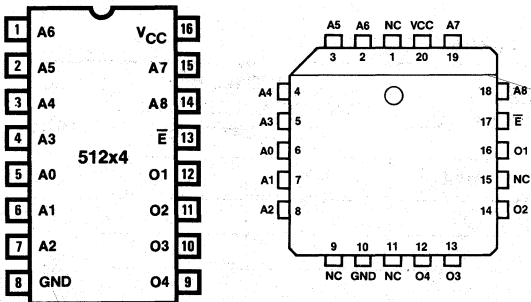 1 A6 VCC 16
2 A5 A7 15
3 A4 A8 14
4 A3 E 13
512x4
5 A0 O1 12
6 A1 O2 11
7 A2 O3 10
8 GND O4 9
A5 A6 NC VCC A7
3 2 1 20 19
A4 4 18 A8
A3 5 17 E
A0 6 16 O1
A1 7 15 NC
A2 8 14 O2
9 10 11 12 13
NC GND NC O4 O3